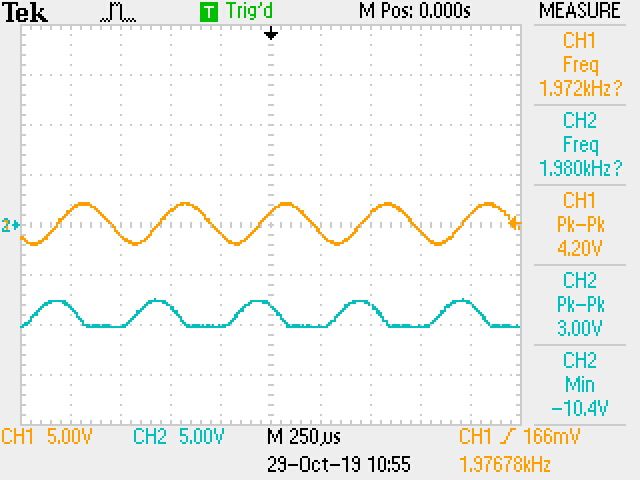 Tek T Trig'd M Pos: 0.000s MEASURE
CH1
Freq
1.972kHz?
CH2
Freq
1.980kHz?
CH1
Pk-Pk
4.20V
CH2
Pk-Pk
3.00V
CH2
Min
-10.4V
2
CH1 5.00V CH2 5.00V M 250µs CH1 166mV
29-Oct-19 10:55 1.97678kHz